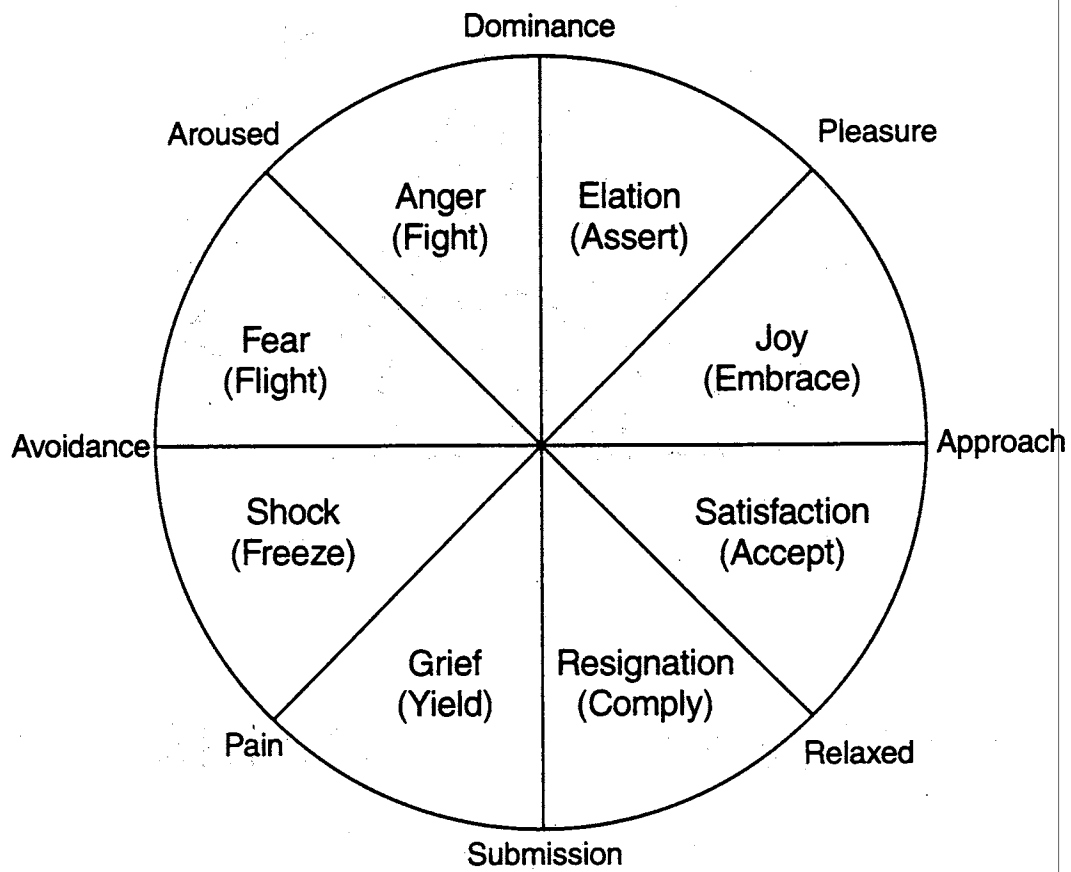 Dominance
Aroused
Pleasure
Anger
(Fight)
Elation
(Assert)
Fear
(Flight)
Joy
(Embrace)
Avoidance
Approach
Shock
(Freeze)
Satisfaction
(Accept)
Grief
(Yield)
Resignation
(Comply)
Pain
Relaxed
Submission